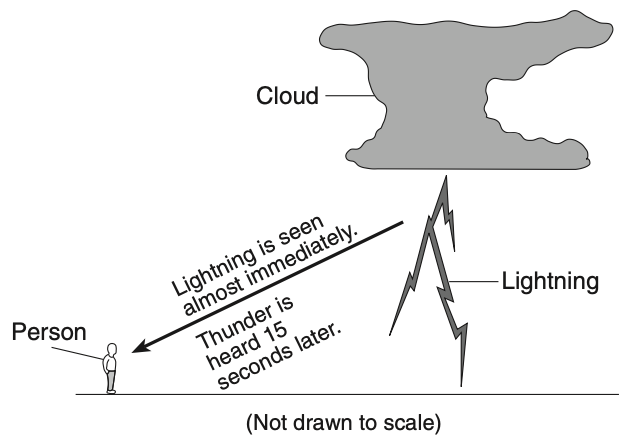 Cloud
Lightning is seen
almost immediately.
Thunder is
heard 15
seconds later.
Lightning
Person
(Not drawn to scale)